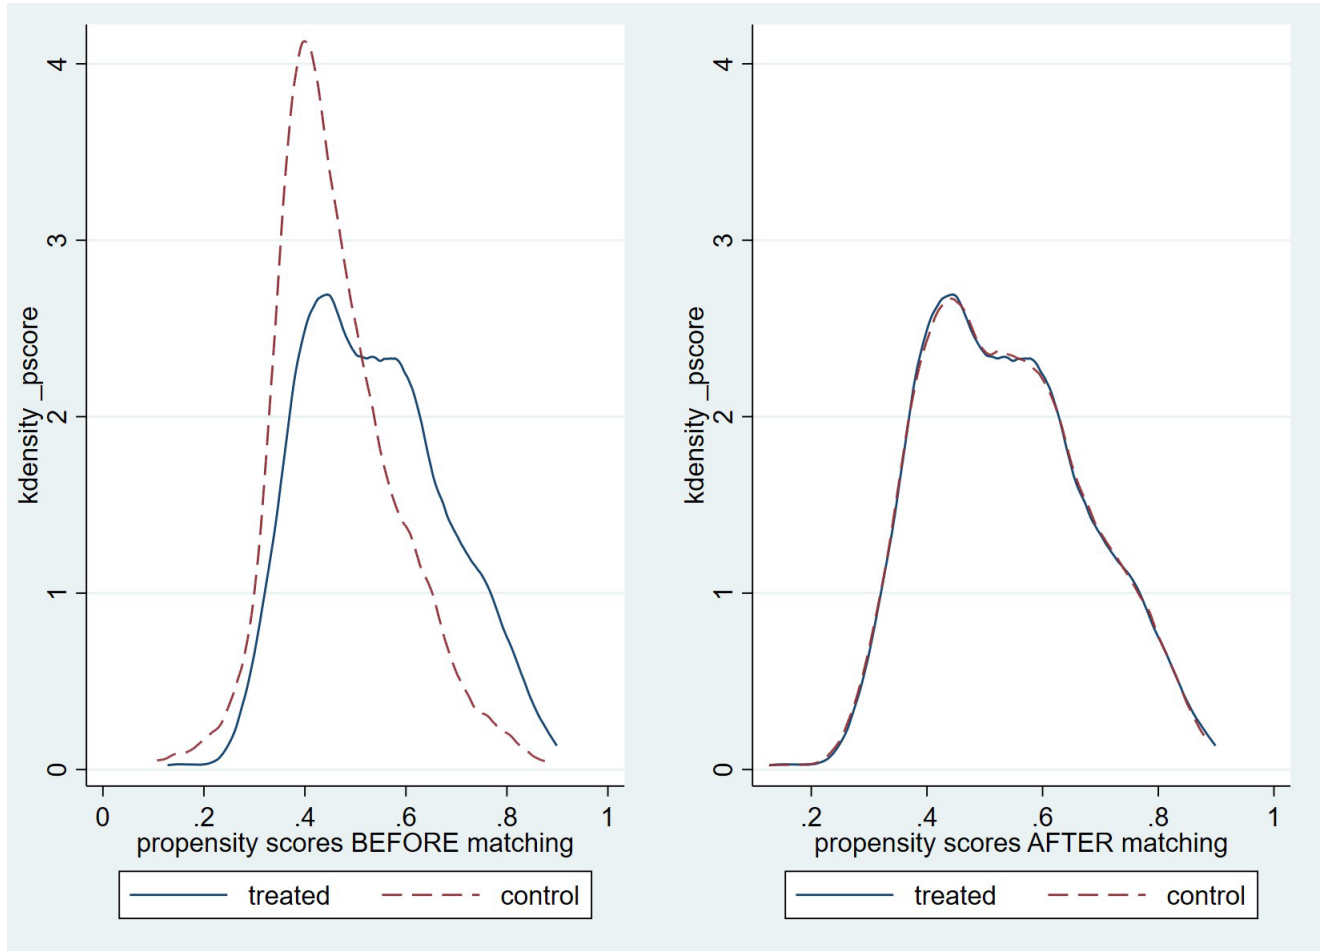 kdensity _pscore
4
3
2
1
0
0 .2 .4 .6 .8 1
propensity scores BEFORE matching
treated control
kdensity _pscore
4
3
2
1
0
.2 .4 .6 .8 1
propensity scores AFTER matching
treated control